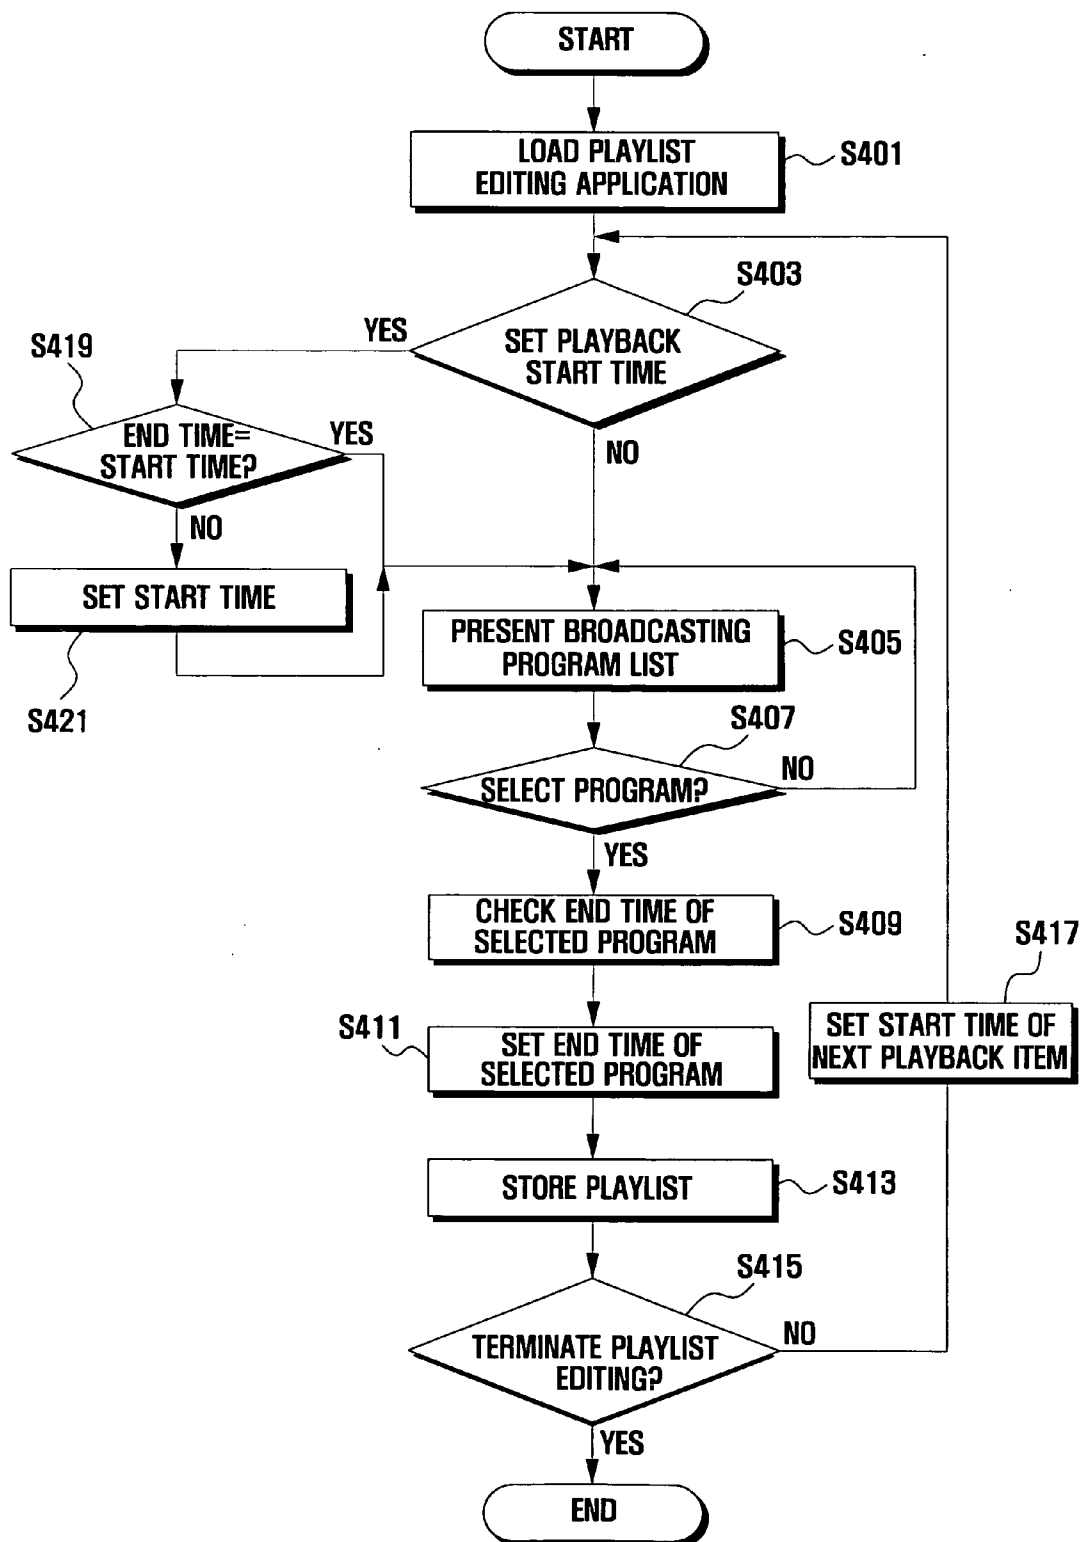 START
LOAD PLAYLIST
EDITING APPLICATION
S401
S403
SET PLAYBACK
START TIME
YES
NO
S419
END TIME=
START TIME?
YES
NO
SET START TIME
S421
PRESENT BROADCASTING
PROGRAM LIST
S405
S407
SELECT PROGRAM?
NO
YES
CHECK END TIME OF
SELECTED PROGRAM
S409
S417
SET START TIME OF
NEXT PLAYBACK ITEM
S411
SET END TIME OF
SELECTED PROGRAM
STORE PLAYLIST
S413
S415
TERMINATE PLAYLIST
EDITING?
NO
YES
END